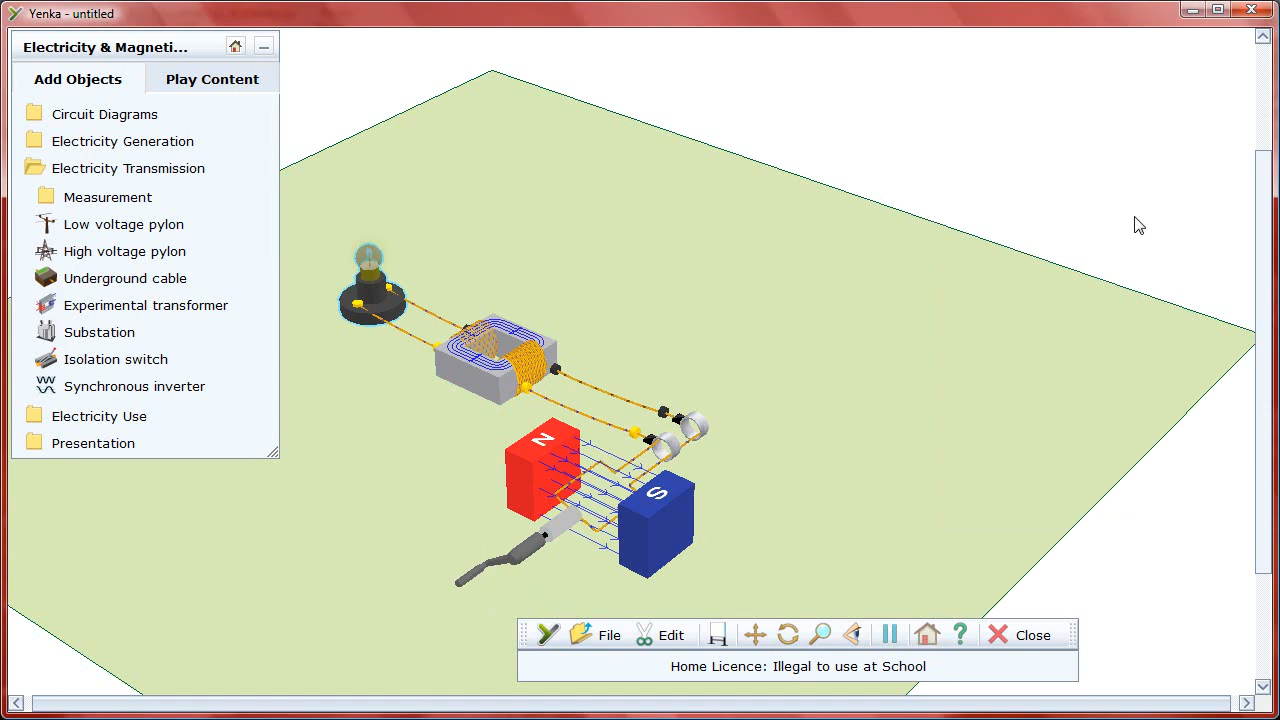 Yenka - untitled
Electricity & Magneti...
Add Objects
Play Content
Circuit Diagrams
Electricity Generation
Electricity Transmission
Measurement
Low voltage pylon
High voltage pylon
Underground cable
Experimental transformer
Substation
Isolation switch
Synchronous inverter
Electricity Use
Presentation
N
S
File
Edit
Close
Home Licence: Illegal to use at School